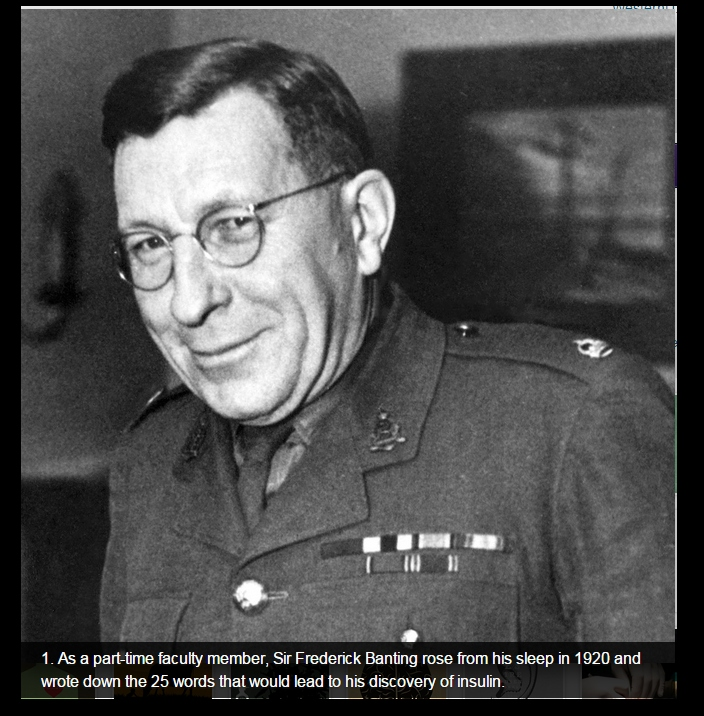 1. As a part-time faculty member, Sir Frederick Banting rose from his sleep in 1920 and
wrote down the 25 words that would lead to his discovery of insulin.